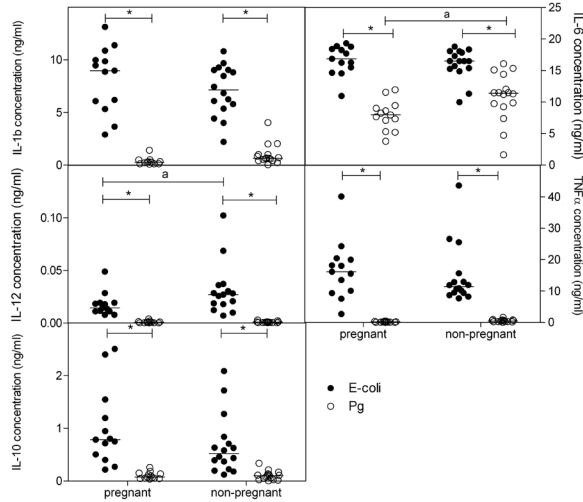 IL-1b concentration (ng/ml)
10
5
0
*
*
a
*
*
25
20
15
10
5
0
IL-6 concentration (ng/ml)
IL-12 concentration (ng/ml)
0.10
0.05
0.00
a
*
*
*
*
40
30
20
10
0
TNFα concentration (ng/ml)
pregnant non-pregnant
IL-10 concentration (ng/ml)
2
1
0
*
*
pregnant non-pregnant
E-coli
Pg